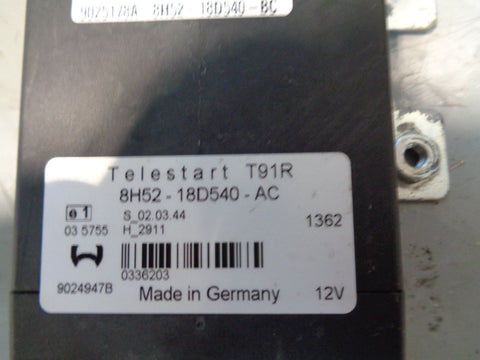 9025178A 8H52 - 18D540 - BC
Telestart T91R
8H52 - 18D540 - AC
e1 S_02.03.44 1362
03 5755 H_2911
0336203
9024947B Made in Germany 12V